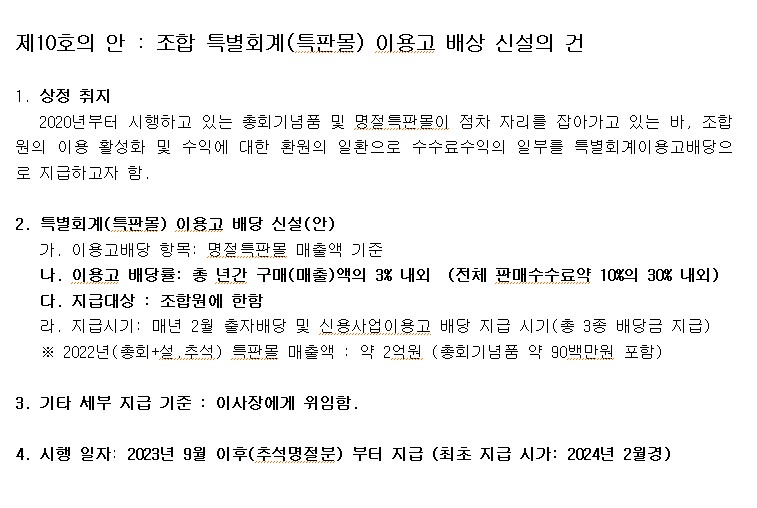 제10호의 안 : 조합 특별회계(특판몰) 이용고 배상 신설의 건
1. 상정 취지
2020년부터 시행하고 있는 총회기념품 및 명절특판몰이 점차 자리를 잡아가고 있는 바, 조합
원의 이용 활성화 및 수익에 대한 환원의 일환으로 수수료수익의 일부를 특별회계이용고배당으
로 지급하고자 함.
2. 특별회계(특판몰) 이용고 배당 신설(안)
가. 이용고배당 항목: 명절특판몰 매출액 기준
나. 이용고 배당률: 총 년간 구매(매출)액의 3% 내외 (전체 판매수수료약 10%의 30% 내외)
다. 지급대상 : 조합원에 한함
라. 지급시기: 매년 2월 출자배당 및 신용사업이용고 배당 지급 시기(총 3종 배당금 지급)
※ 2022년(총회+설,추석) 특판몰 매출액 : 약 2억원 (총회기념품 약 90백만원 포함)
3. 기타 세부 지급 기준 : 이사장에게 위임함.
4. 시행 일자: 2023년 9월 이후(추석명절분) 부터 지급 (최초 지급 시가: 2024년 2월경)